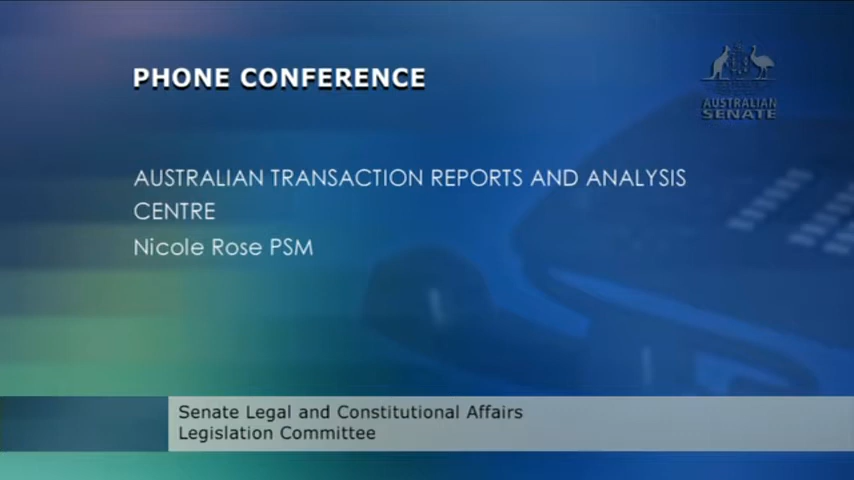 PHONE CONFERENCE
AUSTRALIAN
SENATE
AUSTRALIAN TRANSACTION REPORTS AND ANALYSIS
CENTRE
Nicole Rose PSM
Senate Legal and Constitutional Affairs
Legislation Committee